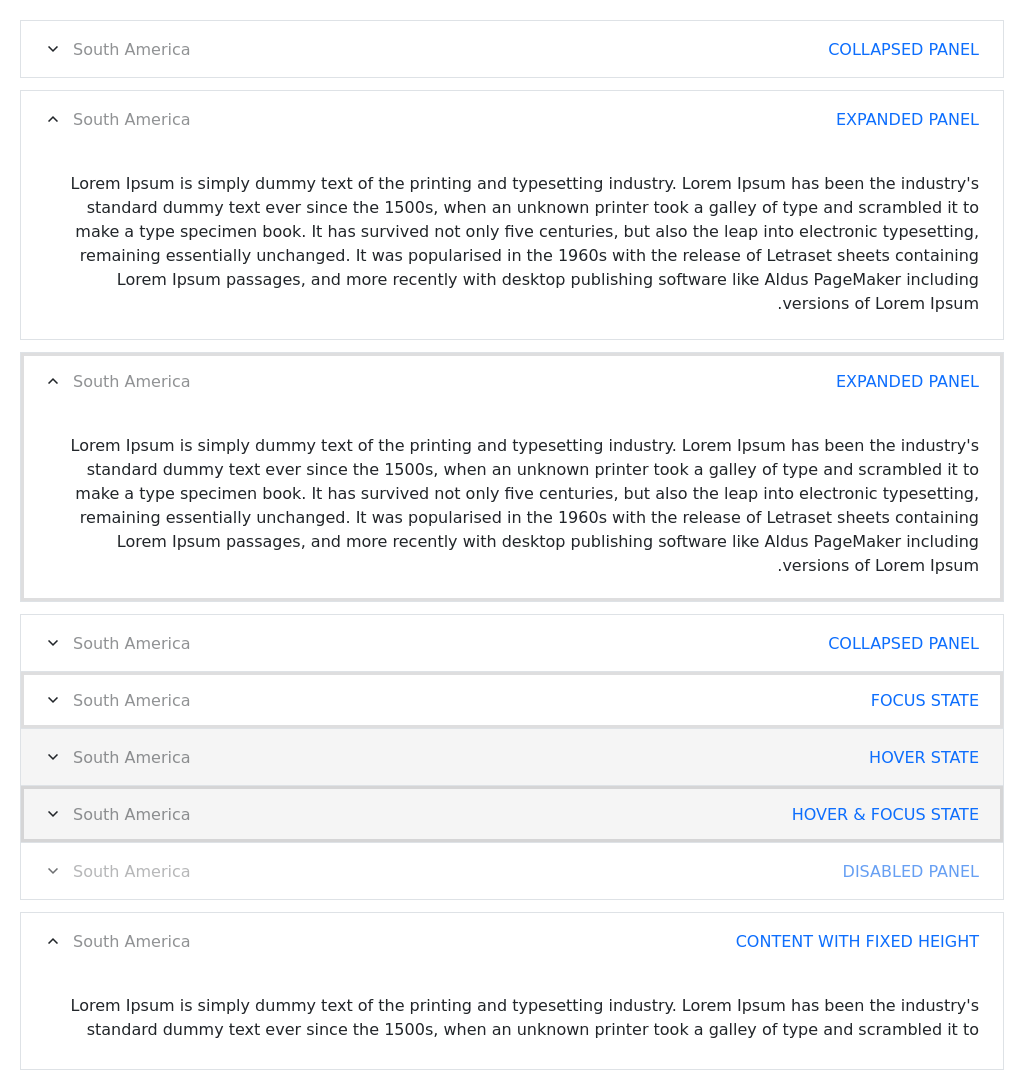 South America COLLAPSED PANEL
South America EXPANDED PANEL
Lorem Ipsum is simply dummy text of the printing and typesetting industry. Lorem Ipsum has been the industry's
standard dummy text ever since the 1500s, when an unknown printer took a galley of type and scrambled it to
make a type specimen book. It has survived not only five centuries, but also the leap into electronic typesetting,
remaining essentially unchanged. It was popularised in the 1960s with the release of Letraset sheets containing
Lorem Ipsum passages, and more recently with desktop publishing software like Aldus PageMaker including
.versions of Lorem Ipsum
South America EXPANDED PANEL
Lorem Ipsum is simply dummy text of the printing and typesetting industry. Lorem Ipsum has been the industry's
standard dummy text ever since the 1500s, when an unknown printer took a galley of type and scrambled it to
make a type specimen book. It has survived not only five centuries, but also the leap into electronic typesetting,
remaining essentially unchanged. It was popularised in the 1960s with the release of Letraset sheets containing
Lorem Ipsum passages, and more recently with desktop publishing software like Aldus PageMaker including
.versions of Lorem Ipsum
South America COLLAPSED PANEL
South America FOCUS STATE
South America HOVER STATE
South America HOVER & FOCUS STATE
South America DISABLED PANEL
South America CONTENT WITH FIXED HEIGHT
Lorem Ipsum is simply dummy text of the printing and typesetting industry. Lorem Ipsum has been the industry's
standard dummy text ever since the 1500s, when an unknown printer took a galley of type and scrambled it to